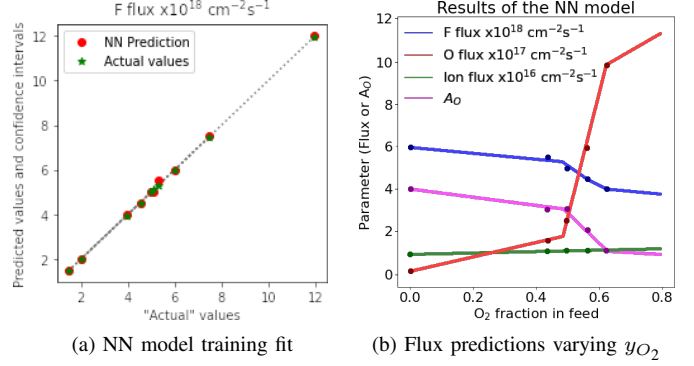 F flux x10^18 cm^−2s^−1
Predicted values and confidence intervals
12
10
8
6
4
2
NN Prediction
Actual values
2
4
6
8
10
12
"Actual" values
(a) NN model training fit
Results of the NN model
Parameter (Flux or A_O)
12
10
8
6
4
2
0
F flux x10^18 cm^−2s^−1
O flux x10^17 cm^−2s^−1
Ion flux x10^16 cm^−2s^−1
A_O
0.0
0.2
0.4
0.6
0.8
O_2 fraction in feed
(b) Flux predictions varying y_{O_2}